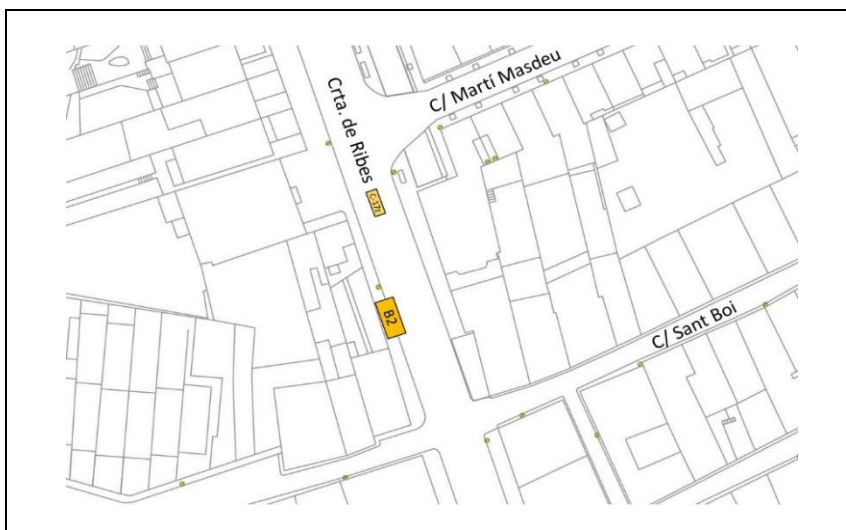 C/ Martí Masdeu
Crta. de Ribes
C-17z
B2
C/ Sant Boi